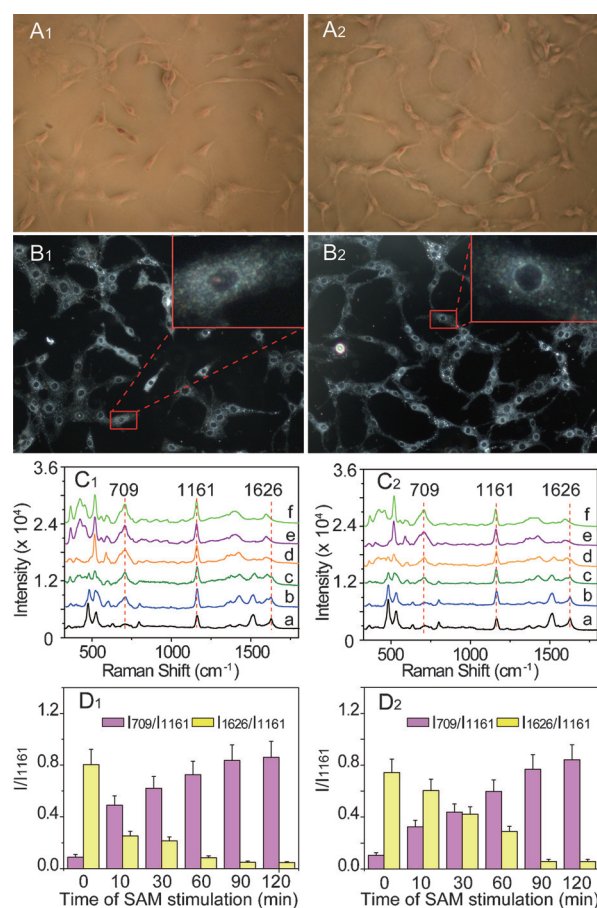 A1
A2
B1
B2
C1
709 1161 1626
3.6
2.4
1.2
0.0
Intensity (x 10⁴)
f
e
d
c
b
a
500 1000 1500
Raman Shift (cm⁻¹)
C2
709 1161 1626
3.6
2.4
1.2
0.0
Intensity (x 10⁴)
f
e
d
c
b
a
500 1000 1500
Raman Shift (cm⁻¹)
D1
I709/I1161 I1626/I1161
1.2
0.8
0.4
0.0
I/I1161
0 10 30 60 90 120
Time of SAM stimulation (min)
D2
I709/I1161 I1626/I1161
1.2
0.8
0.4
0.0
I/I1161
0 10 30 60 90 120
Time of SAM stimulation (min)